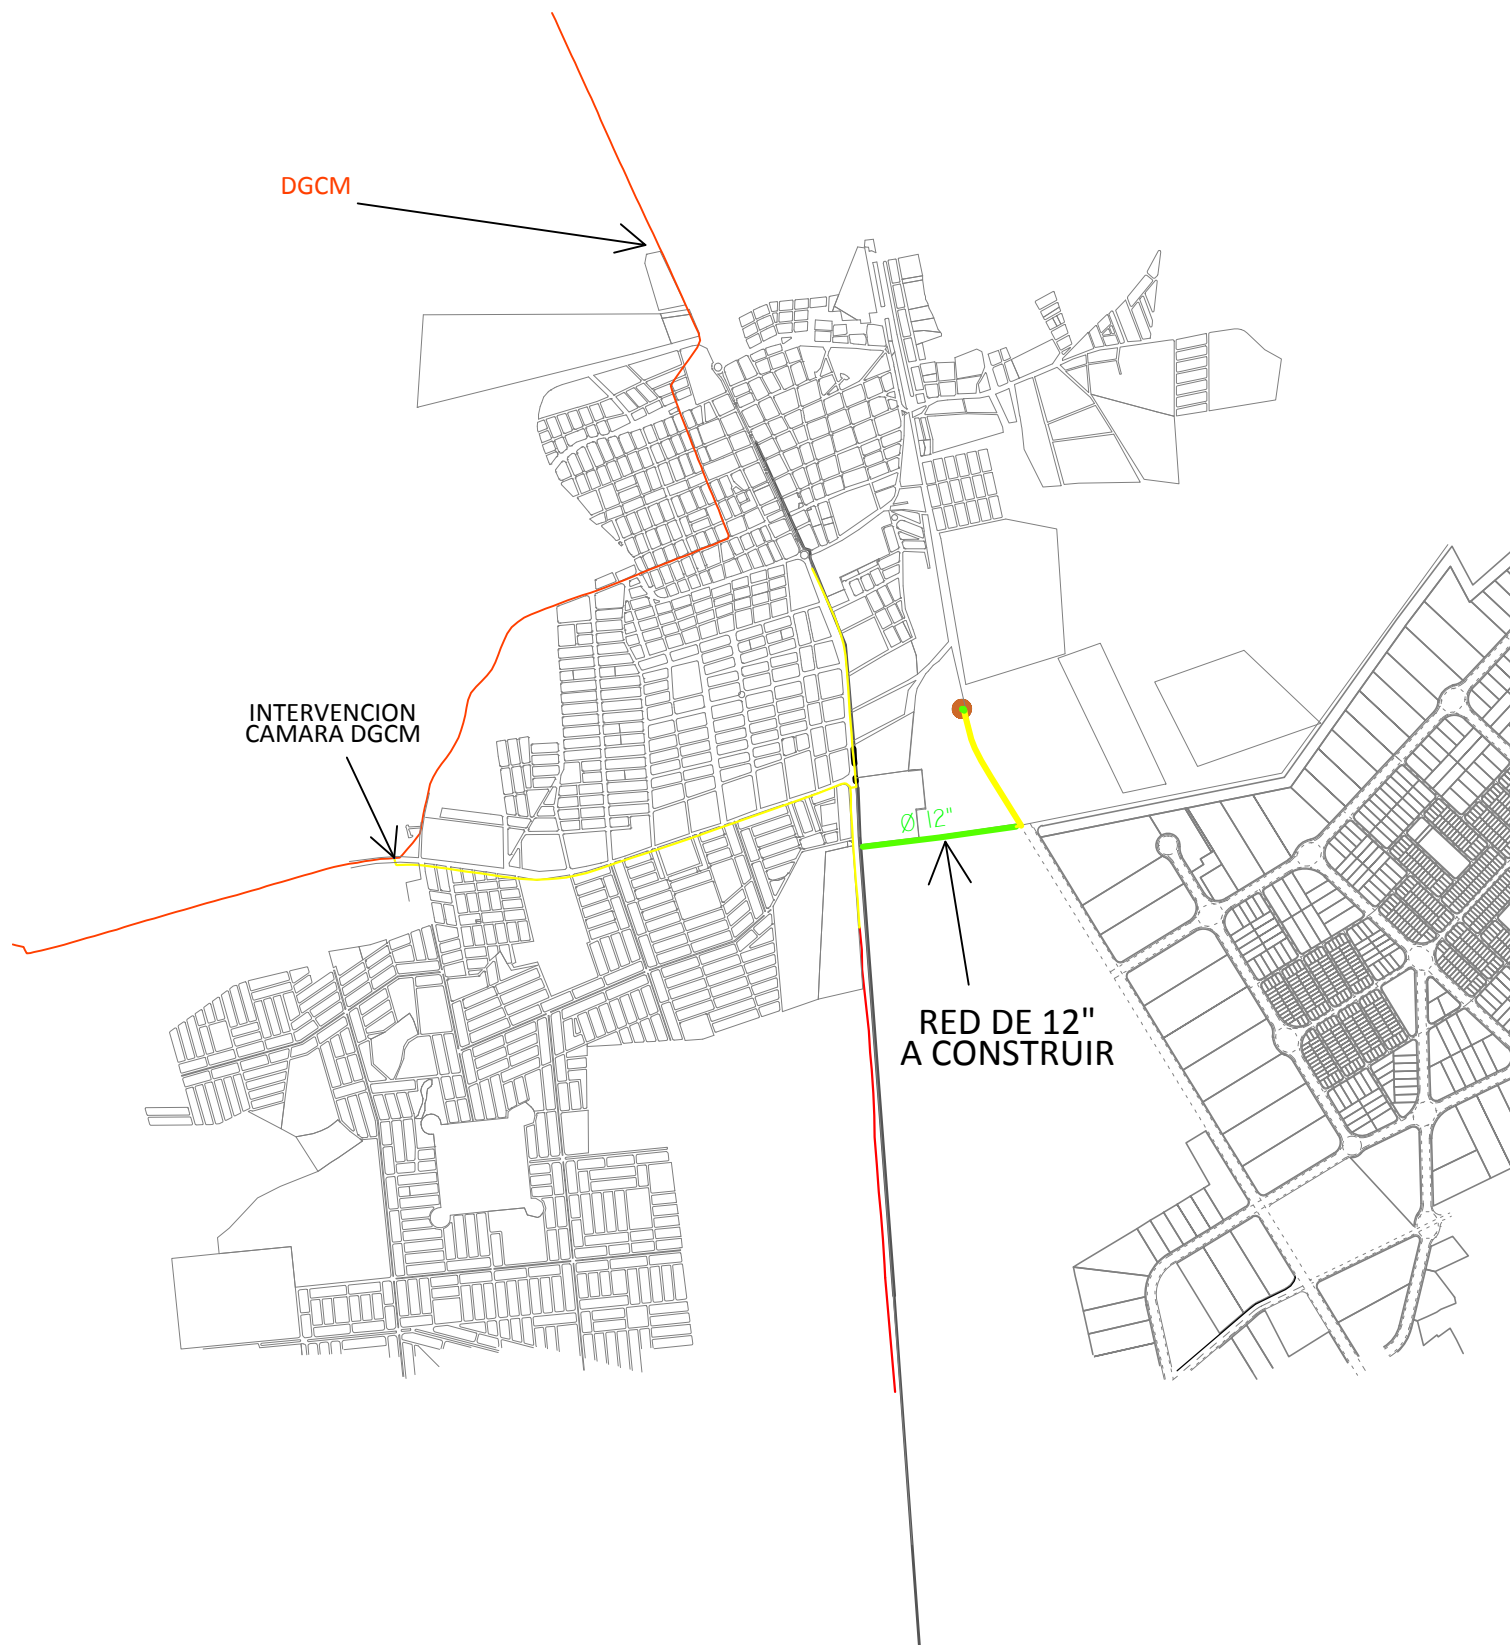 DGCM
INTERVENCION
CAMARA DGCM
Ø 12"
RED DE 12"
A CONSTRUIR